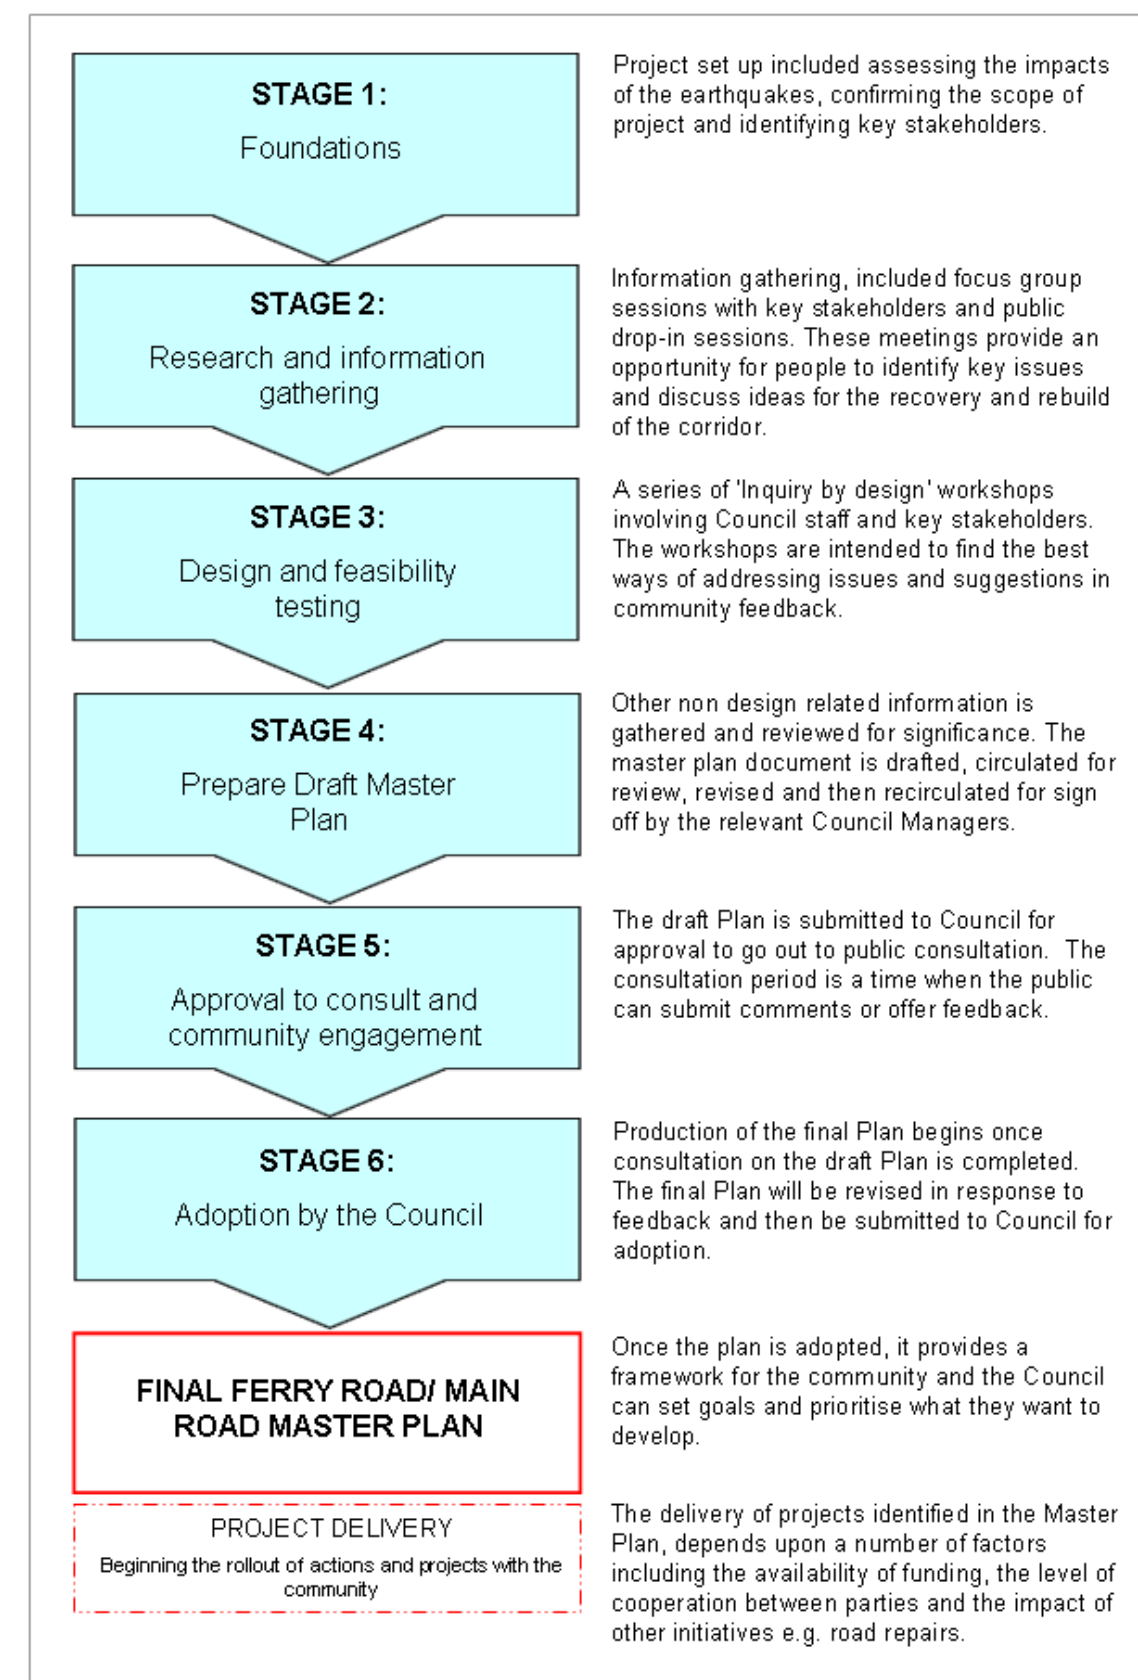 STAGE 1:
Foundations
Project set up included assessing the impacts
of the earthquakes, confirming the scope of
project and identifying key stakeholders.
STAGE 2:
Research and information
gathering
Information gathering, included focus group
sessions with key stakeholders and public
drop-in sessions. These meetings provide an
opportunity for people to identify key issues
and discuss ideas for the recovery and rebuild
of the corridor.
STAGE 3:
Design and feasibility
testing
A series of 'Inquiry by design' workshops
involving Council staff and key stakeholders.
The workshops are intended to find the best
ways of addressing issues and suggestions in
community feedback.
STAGE 4:
Prepare Draft Master
Plan
Other non design related information is
gathered and reviewed for significance. The
master plan document is drafted, circulated for
review, revised and then recirculated for sign
off by the relevant Council Managers.
STAGE 5:
Approval to consult and
community engagement
The draft Plan is submitted to Council for
approval to go out to public consultation.  The
consultation period is a time when the public
can submit comments or offer feedback.
STAGE 6:
Adoption by the Council
Production of the final Plan begins once
consultation on the draft Plan is completed.
The final Plan will be revised in response to
feedback and then be submitted to Council for
adoption.
FINAL FERRY ROAD/ MAIN
ROAD MASTER PLAN
Once the plan is adopted, it provides a
framework for the community and the Council
can set goals and prioritise what they want to
develop.
PROJECT DELIVERY
Beginning the rollout of actions and projects with the
community
The delivery of projects identified in the Master
Plan, depends upon a number of factors
including the availability of funding, the level of
cooperation between parties and the impact of
other initiatives e.g. road repairs.